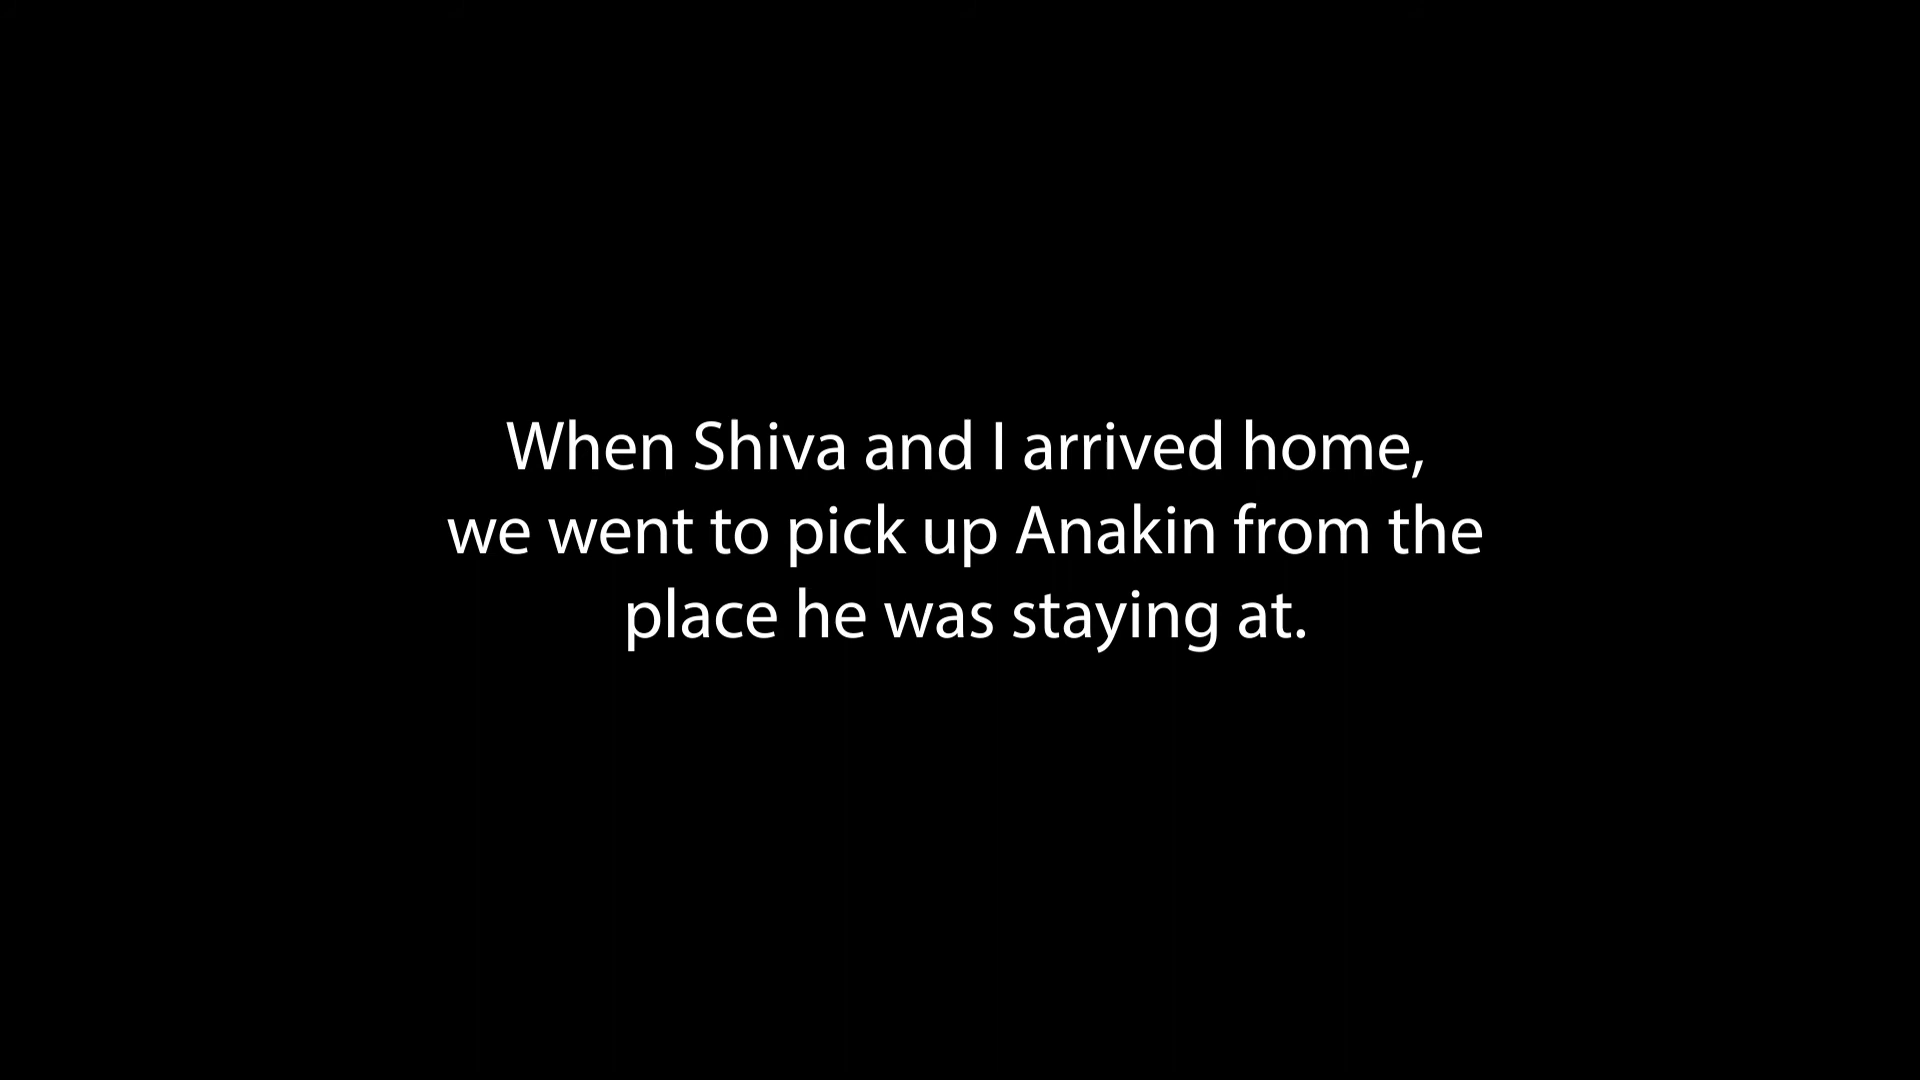 When Shiva and I arrived home,
we went to pick up Anakin from the
place he was staying at.